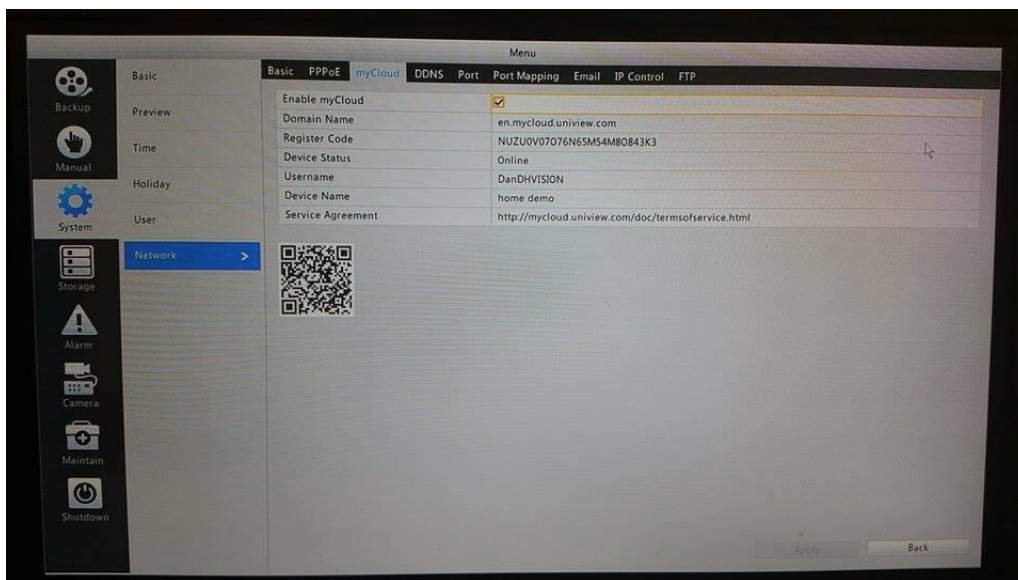 Menu
Backup
Manual
System
Storage
Alarm
Camera
Maintain
Shutdown
Basic
Preview
Time
Holiday
User
Network >
Basic PPPoE myCloud DDNS Port Port Mapping Email IP Control FTP
Enable myCloud
Domain Name en.mycloud.uniview.com
Register Code NUZU0V07O76N65M54M8O843K3
Device Status Online
Username DanDHVISION
Device Name home demo
Service Agreement http://mycloud.uniview.com/doc/termsofservice.html
Apply Back